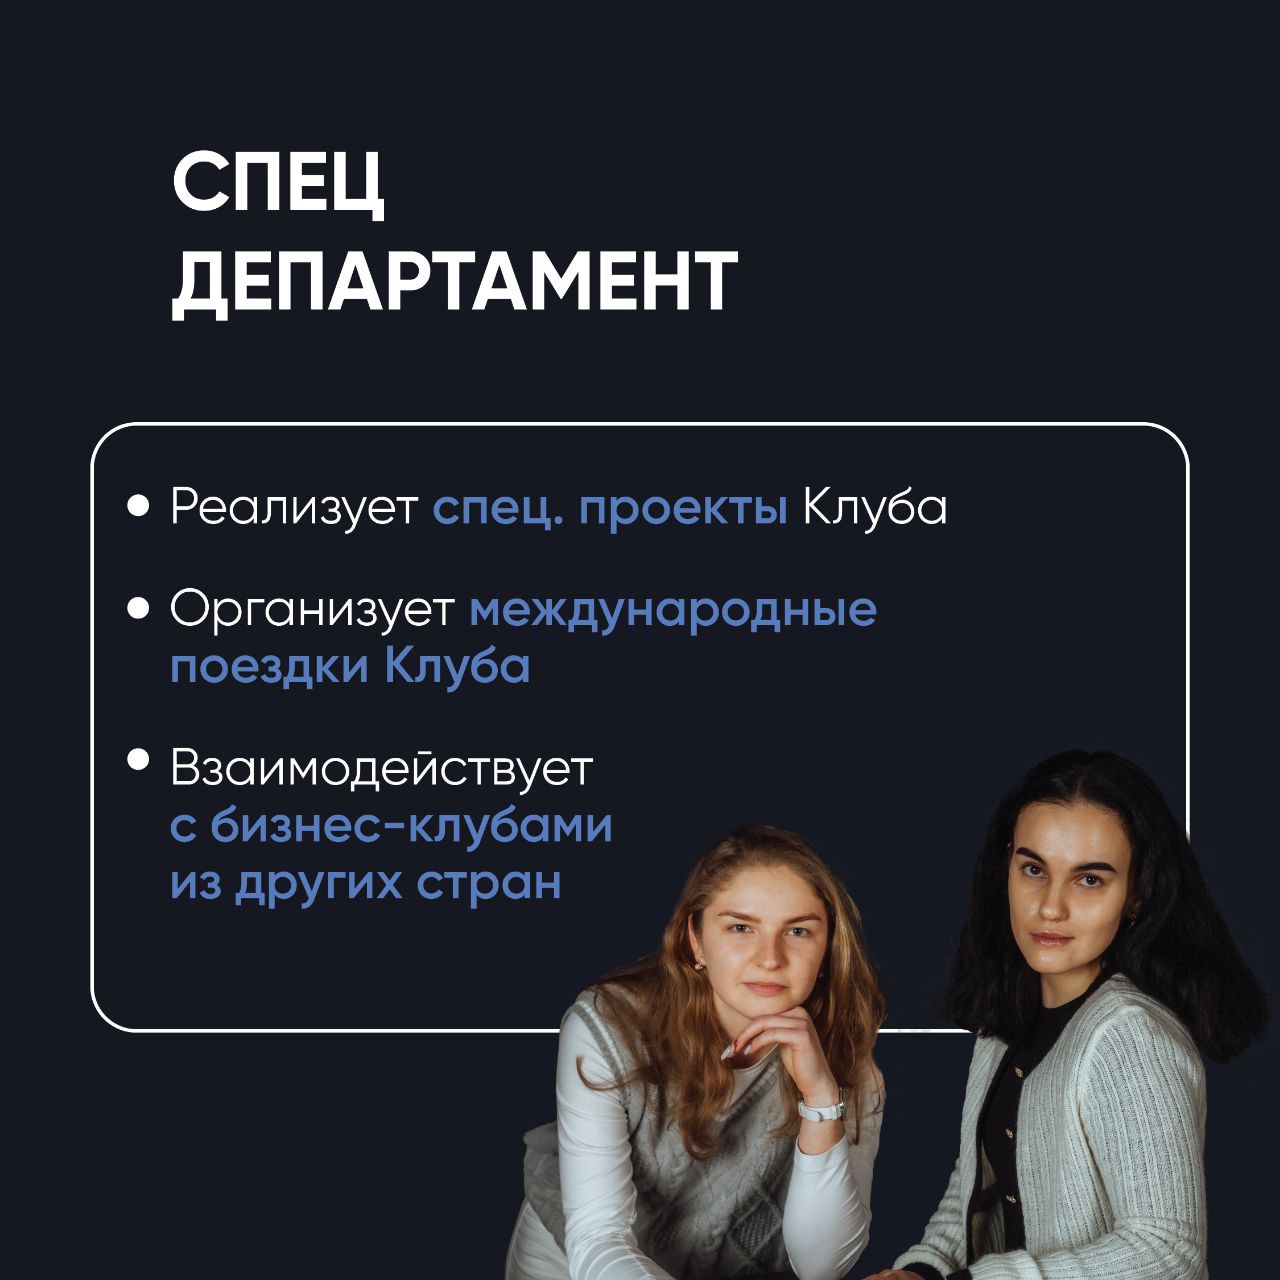 СПЕЦ
ДЕПАРТАМЕНТ
Реализует спец. проекты Клуба
Организует международные
поездки Клуба
Взаимодействует
с бизнес-клубами
из других стран